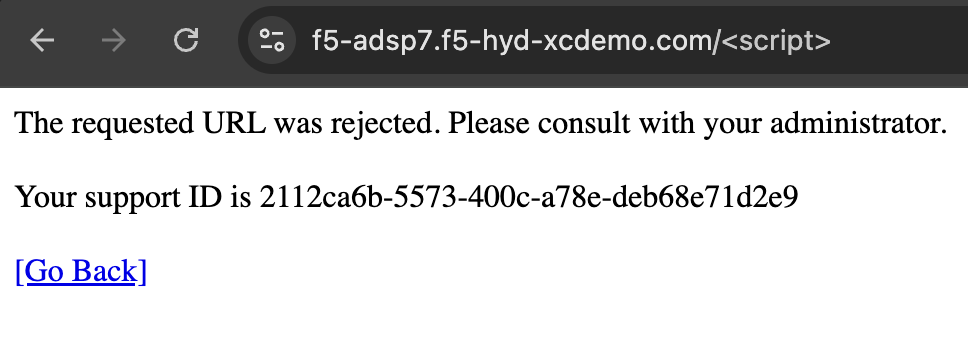 f5-adsp7.f5-hyd-xcdemo.com/<script>
The requested URL was rejected. Please consult with your administrator.
Your support ID is 2112ca6b-5573-400c-a78e-deb68e71d2e9
[Go Back]